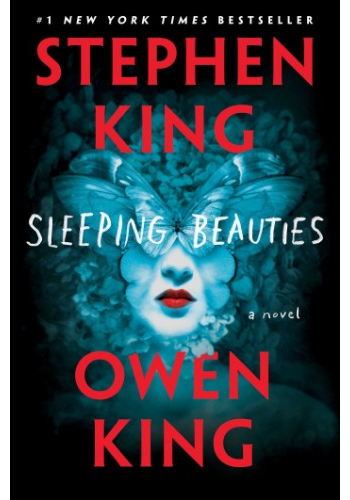 #1 NEW YORK TIMES BESTSELLER
STEPHEN
KING
SLEEPING BEAUTIES
a novel
OWEN
KING